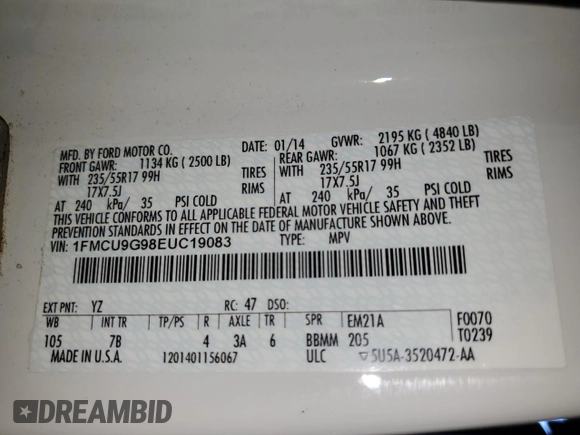 MFD. BY FORD MOTOR CO.
DATE: 01/14 GVWR: 2195 KG ( 4840 LB)
FRONT GAWR: 1134 KG ( 2500 LB) REAR GAWR: 1067 KG ( 2352 LB)
WITH 235/55R17 99H TIRES WITH 235/55R17 99H TIRES
17X7.5J RIMS 17X7.5J RIMS
AT 240 kPa/ 35 PSI COLD AT 240 kPa/ 35 PSI COLD
THIS VEHICLE CONFORMS TO ALL APPLICABLE FEDERAL MOTOR VEHICLE SAFETY AND THEFT
PREVENTION STANDARDS IN EFFECT ON THE DATE OF MANUFACTURE SHOWN ABOVE.
VIN: 1FMCU9G98EUC19083 TYPE: MPV
EXT PNT: YZ RC: 47 DSO:
WB INT TR TP/PS R AXLE TR SPR EM21A F0070
105 7B 4 3A 6 BBMM 205 T0239
MADE IN U.S.A. 1201401156067 ULC ▽5U5A-3520472-AA
DREAMBID